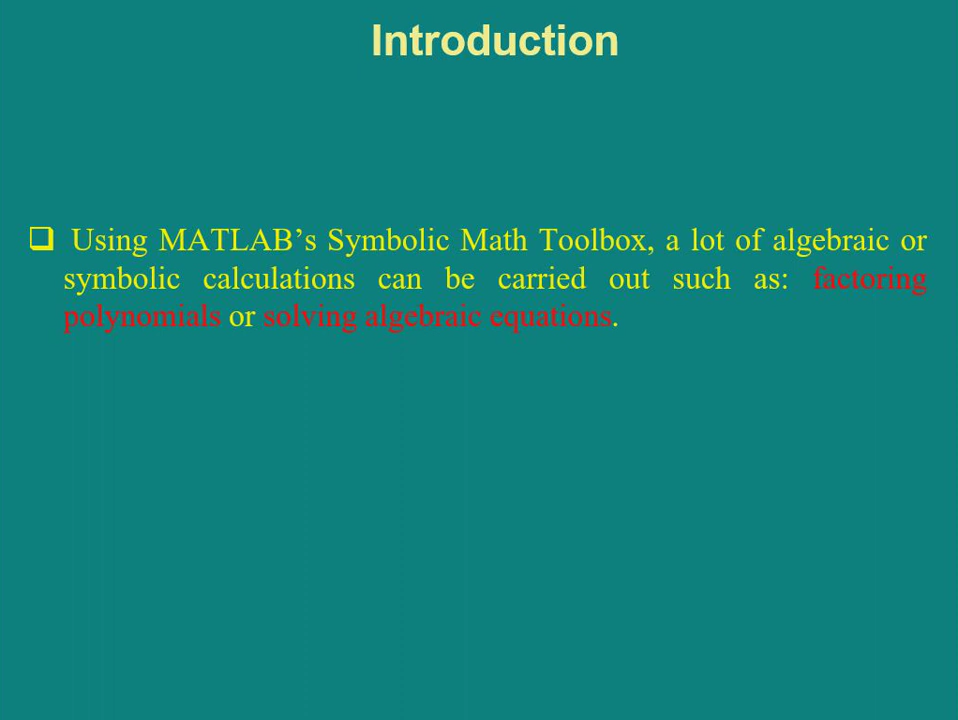 Introduction
❑ Using MATLAB’s Symbolic Math Toolbox, a lot of algebraic or
symbolic calculations can be carried out such as: factoring
polynomials or solving algebraic equations.